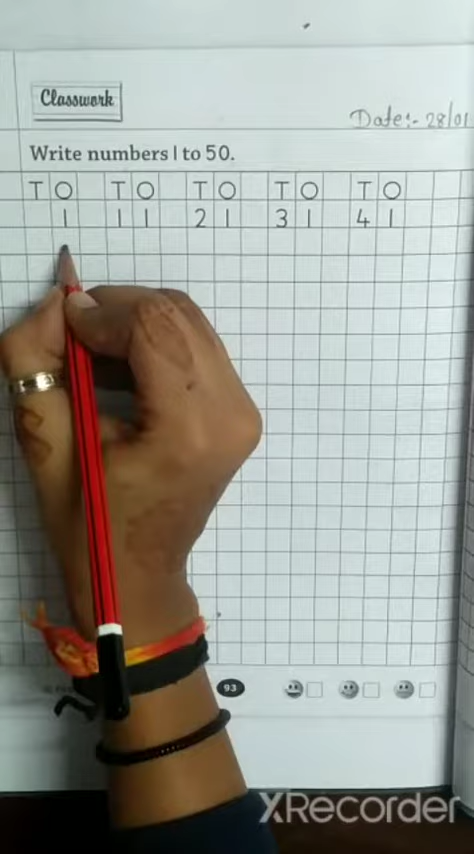 Classwork
Date:- 28/01
Write numbers 1 to 50.
T O T O T O T O T O
1 1 1 2 1 3 1 4 1
93
XRecorder